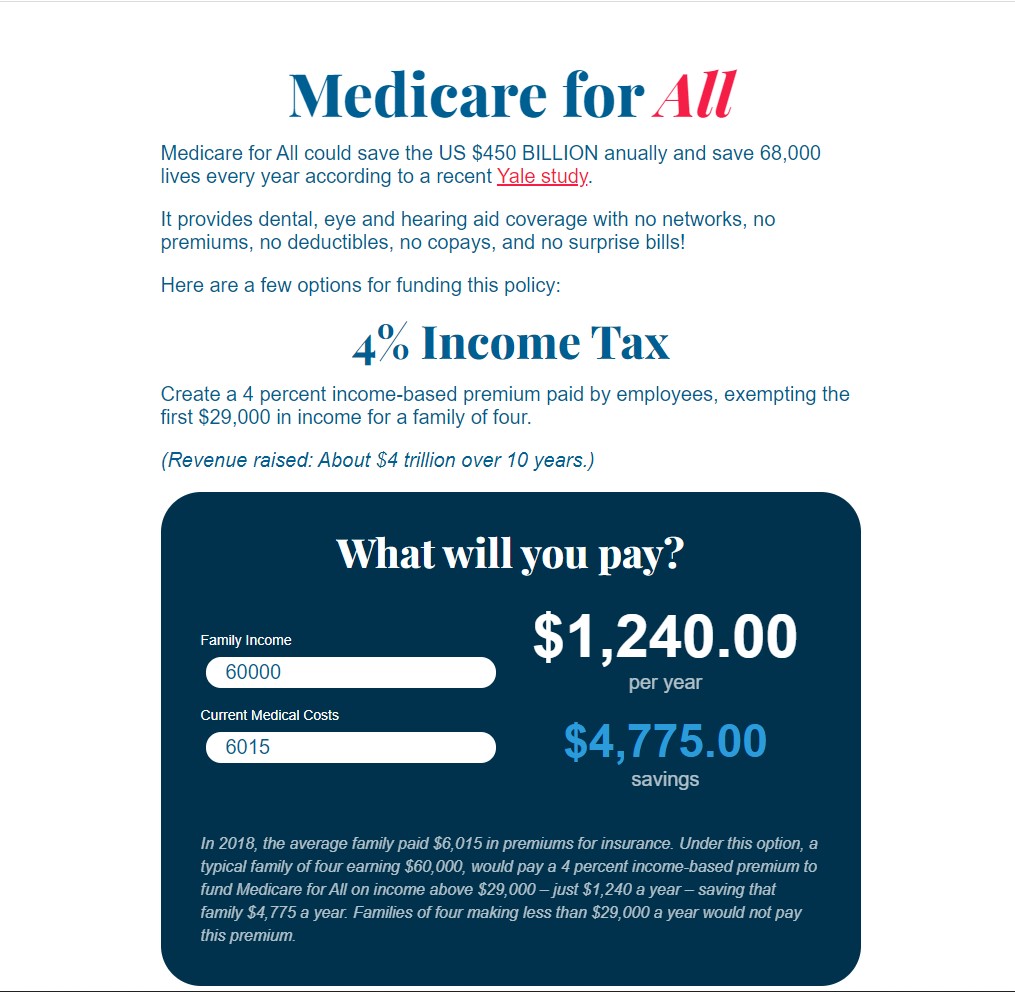 Medicare for All
Medicare for All could save the US $450 BILLION anually and save 68,000
lives every year according to a recent Yale study.
It provides dental, eye and hearing aid coverage with no networks, no
premiums, no deductibles, no copays, and no surprise bills!
Here are a few options for funding this policy:
4% Income Tax
Create a 4 percent income-based premium paid by employees, exempting the
first $29,000 in income for a family of four.
(Revenue raised: About $4 trillion over 10 years.)
What will you pay?
Family Income
60000
Current Medical Costs
6015
$1,240.00
per year
$4,775.00
savings
In 2018, the average family paid $6,015 in premiums for insurance. Under this option, a
typical family of four earning $60,000, would pay a 4 percent income-based premium to
fund Medicare for All on income above $29,000 – just $1,240 a year – saving that
family $4,775 a year. Families of four making less than $29,000 a year would not pay
this premium.